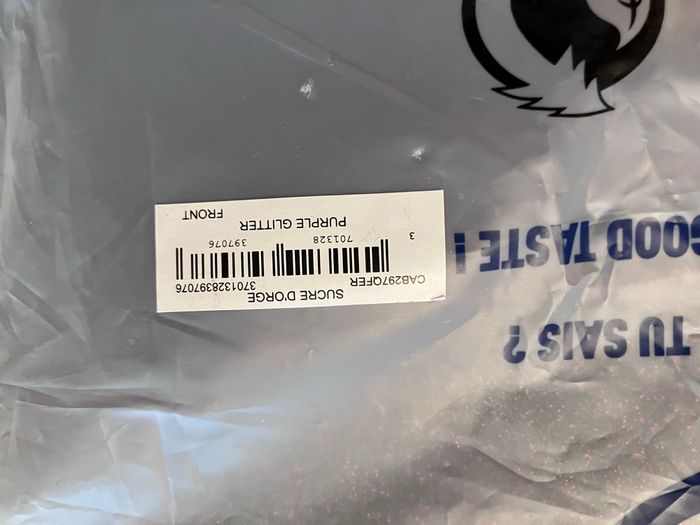 TU SAIS ?
GOOD TASTE !
SUCRE D'ORGE
CAB297QFER 3701328397076
3 701328 397076
PURPLE GLITTER
FRONT